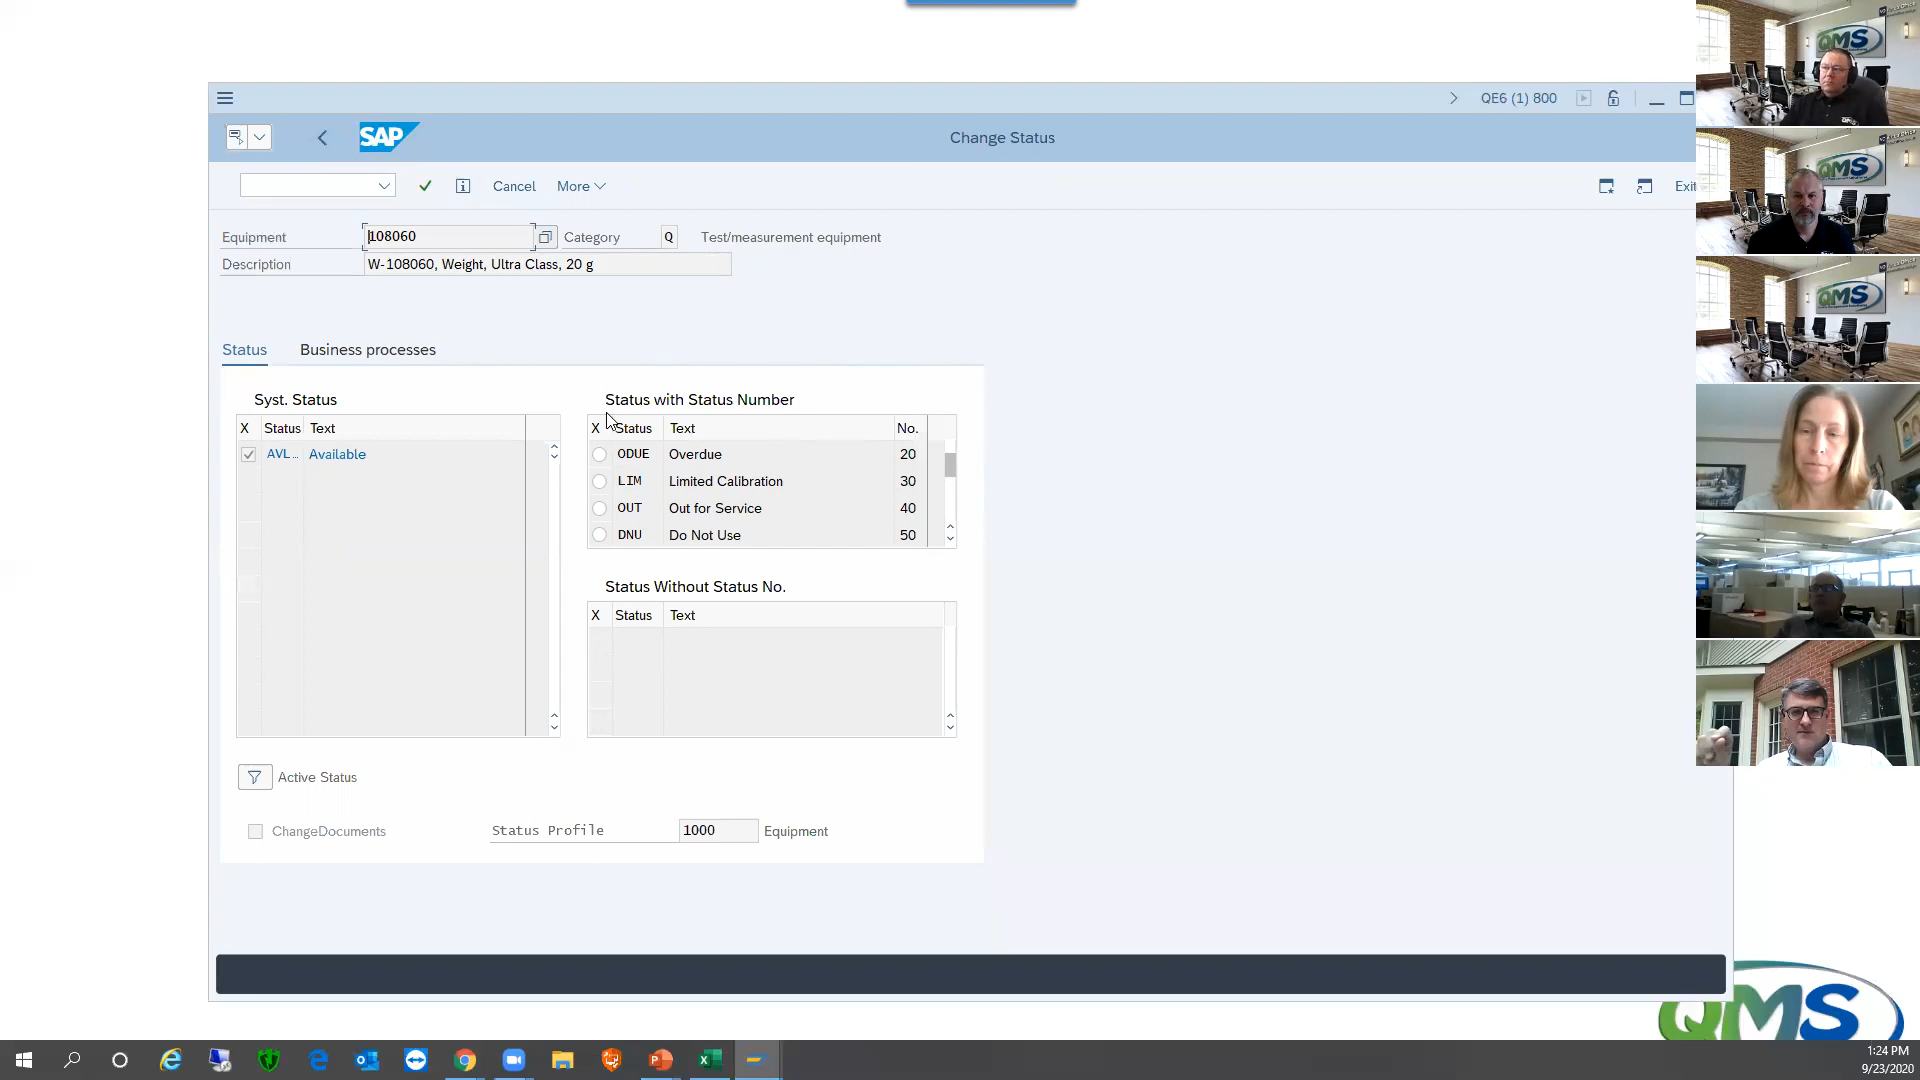 QE6 (1) 800
SAP
Change Status
Cancel
More
Exit
Equipment
108060
Category
Q
Test/measurement equipment
Description
W-108060, Weight, Ultra Class, 20 g
Status
Business processes
Syst. Status
X Status Text
AVL... Available
Status with Status Number
X Status Text No.
ODUE Overdue 20
LIM Limited Calibration 30
OUT Out for Service 40
DNU Do Not Use 50
Status Without Status No.
X Status Text
Active Status
ChangeDocuments
Status Profile
1000
Equipment
QMS
QMS
QMS
QMS
1:24 PM
9/23/2020